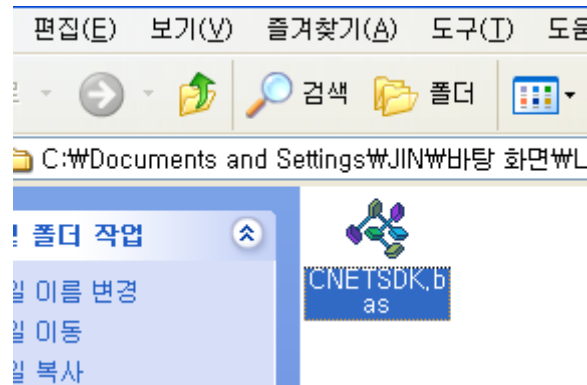 편집(E) 보기(V) 즐겨찾기(A) 도구(T) 도움
검색 폴더
C:₩Documents and Settings₩JIN₩바탕 화면₩L
및 폴더 작업
일 이름 변경
일 이동
일 복사
CNETSDK,b
as